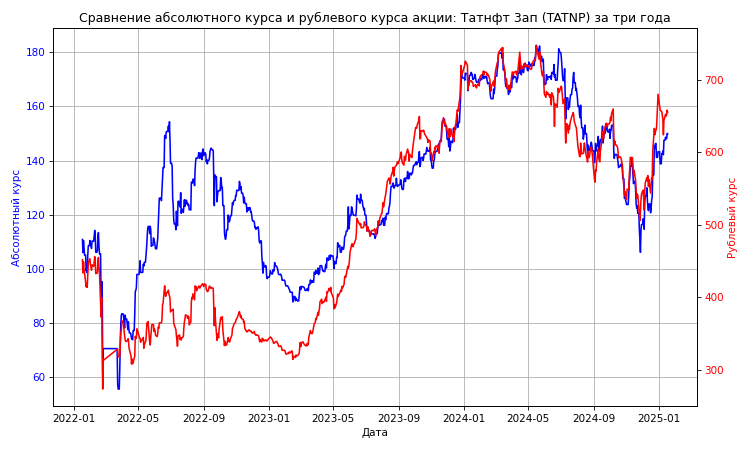 Сравнение абсолютного курса и рублевого курса акции: Татнфт 3ап (TATNP) за три года
180
160
140
120
100
80
60
Абсолютный курс
700
600
500
400
300
Рублевый курс
2022-01 2022-05 2022-09 2023-01 2023-05 2023-09 2024-01 2024-05 2024-09 2025-01
Дата